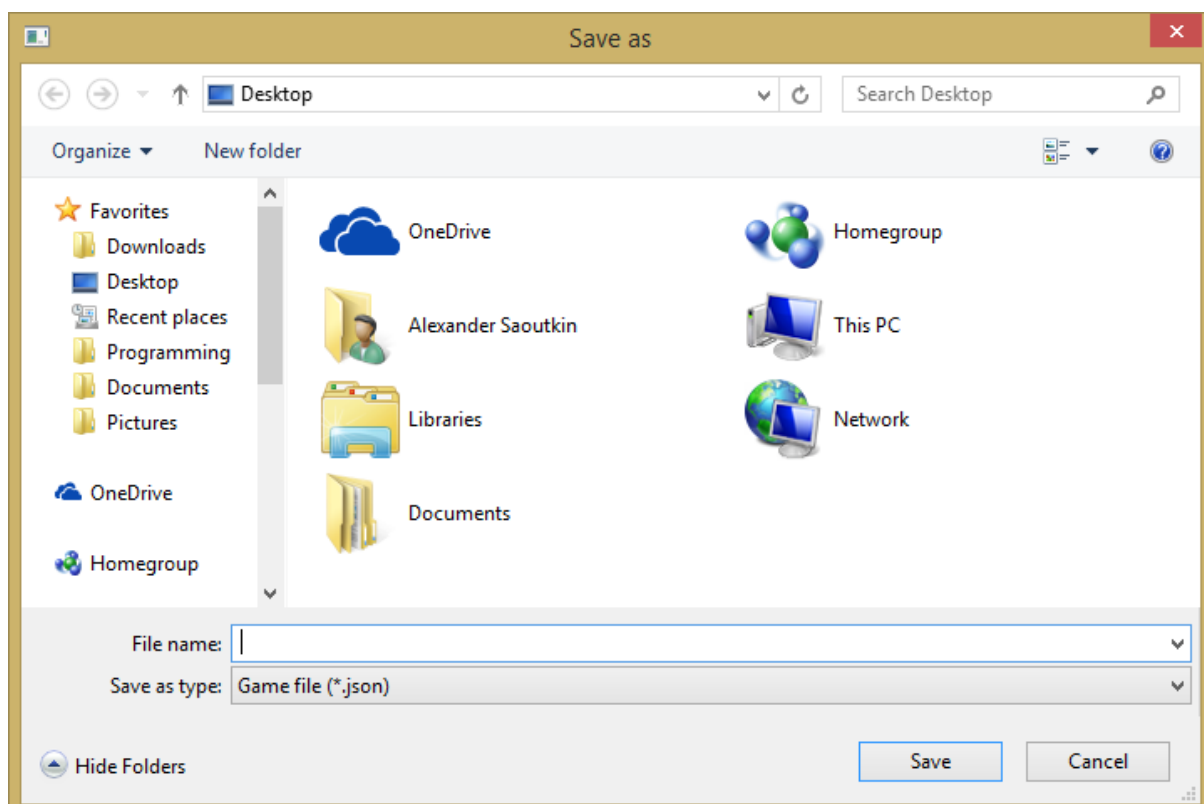 Save as
Desktop
Search Desktop
Organize
New folder
Favorites
Downloads
Desktop
Recent places
Programming
Documents
Pictures
OneDrive
Homegroup
OneDrive
Homegroup
Alexander Saoutkin
This PC
Libraries
Network
Documents
File name:
Save as type: Game file (*.json)
Hide Folders
Save
Cancel